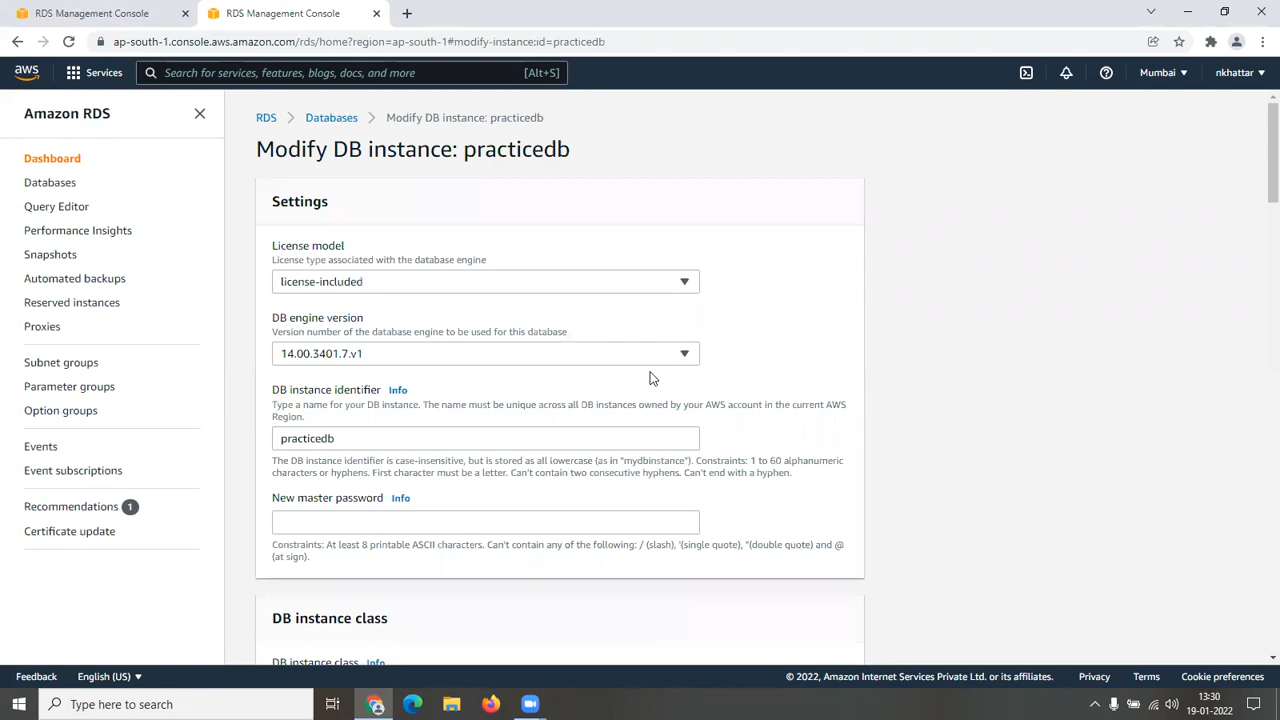 RDS Management Console
RDS Management Console
ap-south-1.console.aws.amazon.com/rds/home?region=ap-south-1#modify-instance:id=practicedb
aws
Services
Search for services, features, blogs, docs, and more
[Alt+S]
Mumbai
nkhattar
Amazon RDS
Dashboard
Databases
Query Editor
Performance Insights
Snapshots
Automated backups
Reserved instances
Proxies
Subnet groups
Parameter groups
Option groups
Events
Event subscriptions
Recommendations 1
Certificate update
RDS > Databases > Modify DB instance: practicedb
Modify DB instance: practicedb
Settings
License model
License type associated with the database engine
license-included
DB engine version
Version number of the database engine to be used for this database
14.00.3401.7.v1
DB instance identifier Info
Type a name for your DB instance. The name must be unique across all DB instances owned by your AWS account in the current AWS
Region.
practicedb
The DB instance identifier is case-insensitive, but is stored as all lowercase (as in "mydbinstance"). Constraints: 1 to 60 alphanumeric
characters or hyphens. First character must be a letter. Can't contain two consecutive hyphens. Can't end with a hyphen.
New master password Info
Constraints: At least 8 printable ASCII characters. Can't contain any of the following: / (slash), '(single quote), "(double quote) and @
(at sign).
DB instance class
DB instance class Info
Feedback
English (US)
© 2022, Amazon Internet Services Private Ltd. or its affiliates.
Privacy
Terms
Cookie preferences
Type here to search
13:30
19-01-2022